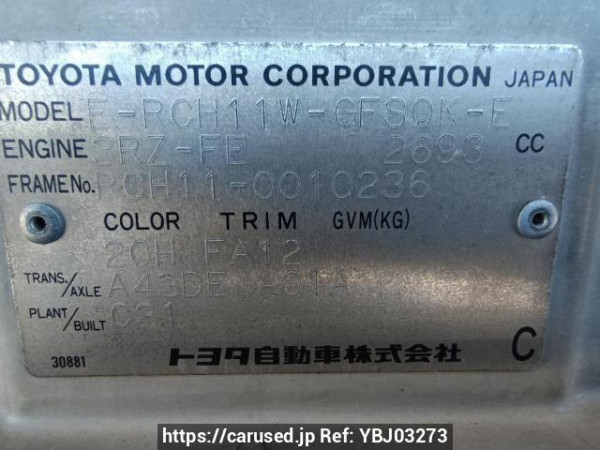 TOYOTA MOTOR CORPORATION JAPAN
MODEL E-RCH11W-GFSQK-E
ENGINE 3RZ-FE 2693 CC
FRAME No. RCH11-0010236
COLOR TRIM GVM(KG)
2CH FA12
TRANS./AXLE A43DE A01A
PLANT/BUILT C31
30881 トヨタ自動車株式会社 C
https://carused.jp Ref: YBJ03273